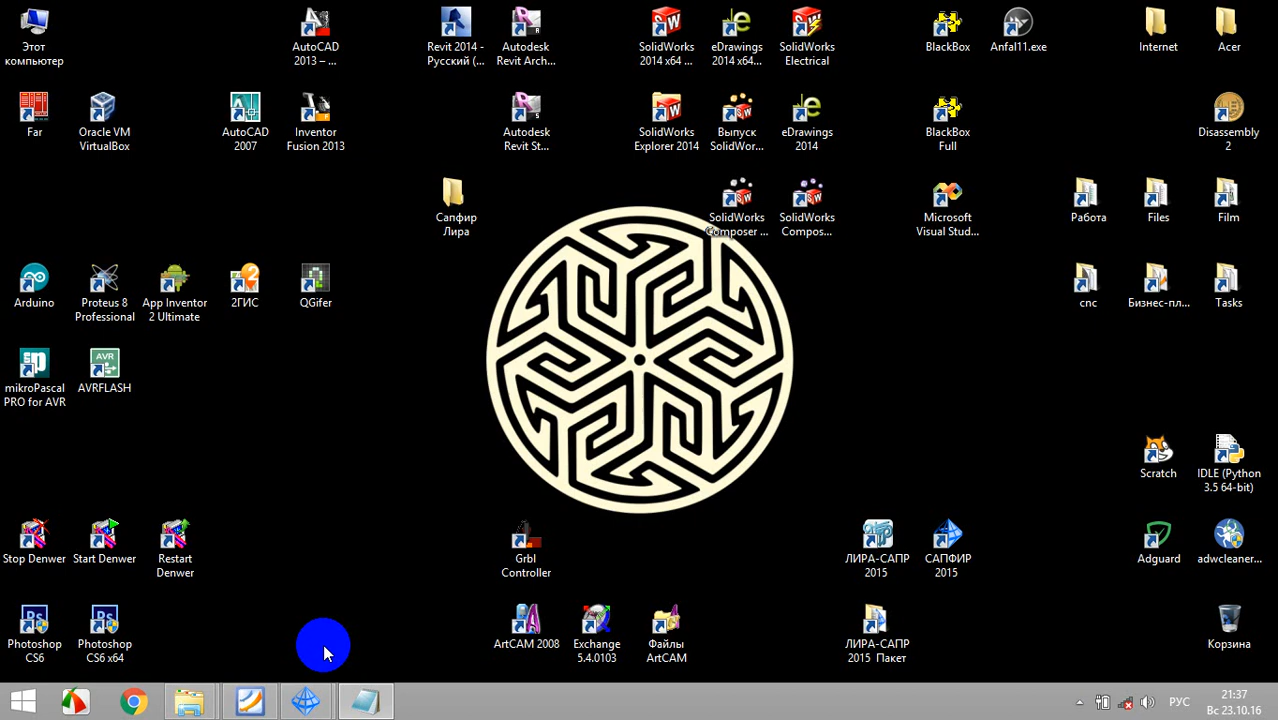 Этот
компьютер
AutoCAD
2013 – ...
Revit 2014 -
Русский (...
Autodesk
Revit Arch...
SolidWorks
2014 x64 ...
eDrawings
2014 x64...
SolidWorks
Electrical
BlackBox
Anfal11.exe
Internet
Acer
Far
Oracle VM
VirtualBox
AutoCAD
2007
Inventor
Fusion 2013
Autodesk
Revit St...
SolidWorks
Explorer 2014
Выпуск
SolidWor...
eDrawings
2014
BlackBox
Full
Disassembly
2
Сапфир
Лира
SolidWorks
Composer ...
SolidWorks
Compos...
Microsoft
Visual Stud...
Работа
Files
Film
Arduino
Proteus 8
Professional
App Inventor
2 Ultimate
2ГИС
QGifer
cnc
Бизнес-пл...
Tasks
mikroPascal
PRO for AVR
AVR
AVRFLASH
Scratch
IDLE (Python
3.5 64-bit)
Stop Denwer
Start Denwer
Restart
Denwer
Grbl
Controller
ЛИРА-САПР
2015
САПФИР
2015
Adguard
adwcleaner...
Photoshop
CS6
Photoshop
CS6 x64
ArtCAM 2008
Exchange
5.4.0103
Файлы
ArtCAM
ЛИРА-САПР
2015 Пакет
Корзина
РУС
21:37
Вс 23.10.16